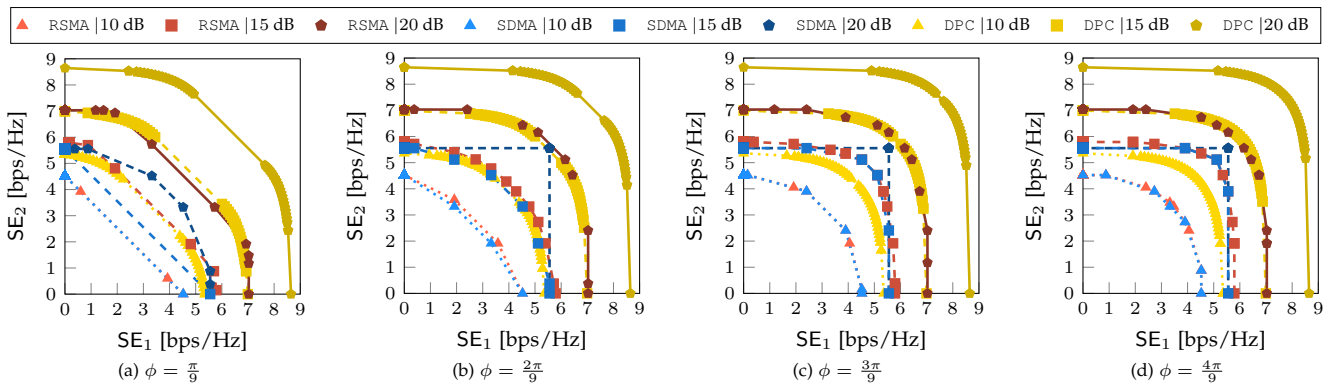 RSMA |10 dB RSMA |15 dB RSMA |20 dB SDMA |10 dB SDMA |15 dB SDMA |20 dB DPC |10 dB DPC |15 dB DPC |20 dB
9
8
7
6
5
4
3
2
1
0
0 1 2 3 4 5 6 7 8 9
SE₂ [bps/Hz]
SE₁ [bps/Hz]
(a) ϕ = π/9
9
8
7
6
5
4
3
2
1
0
0 1 2 3 4 5 6 7 8 9
SE₂ [bps/Hz]
SE₁ [bps/Hz]
(b) ϕ = 2π/9
9
8
7
6
5
4
3
2
1
0
0 1 2 3 4 5 6 7 8 9
SE₂ [bps/Hz]
SE₁ [bps/Hz]
(c) ϕ = 3π/9
9
8
7
6
5
4
3
2
1
0
0 1 2 3 4 5 6 7 8 9
SE₂ [bps/Hz]
SE₁ [bps/Hz]
(d) ϕ = 4π/9